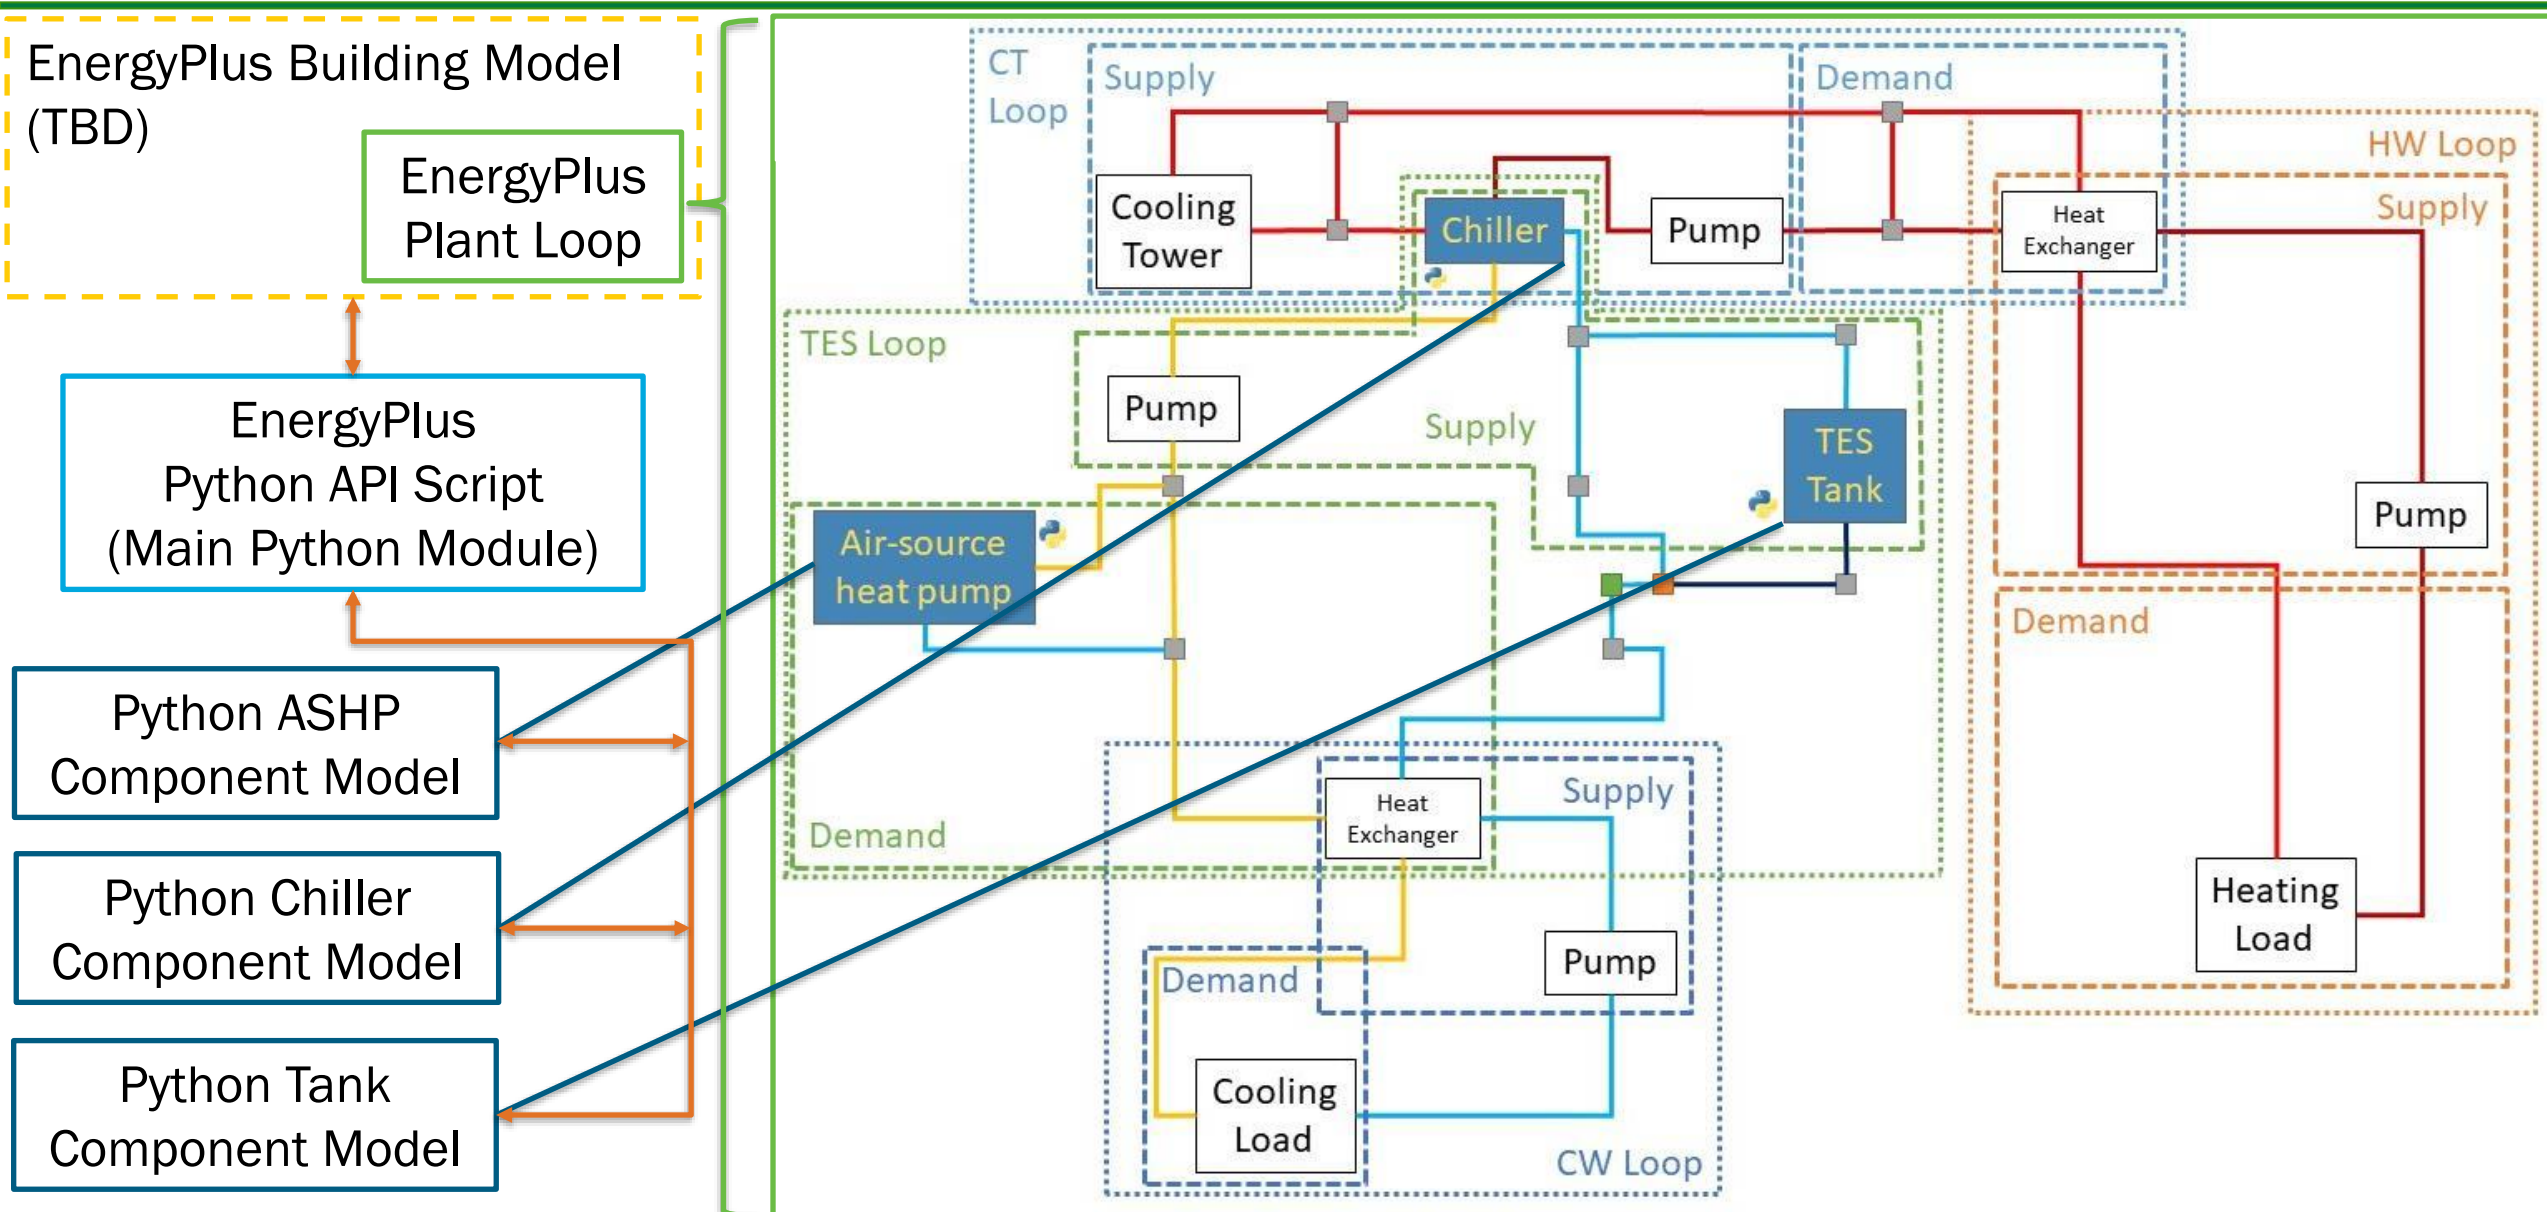 EnergyPlus Building Model
(TBD)
EnergyPlus
Plant Loop
EnergyPlus
Python API Script
(Main Python Module)
Python ASHP
Component Model
Python Chiller
Component Model
Python Tank
Component Model
CT
Loop
Supply
Demand
HW Loop
Cooling
Tower
Chiller
Pump
Heat
Exchanger
Supply
TES Loop
Pump
Supply
TES
Tank
Pump
Air-source
heat pump
Demand
Demand
Heat
Exchanger
Supply
Heating
Load
Demand
Pump
Cooling
Load
CW Loop